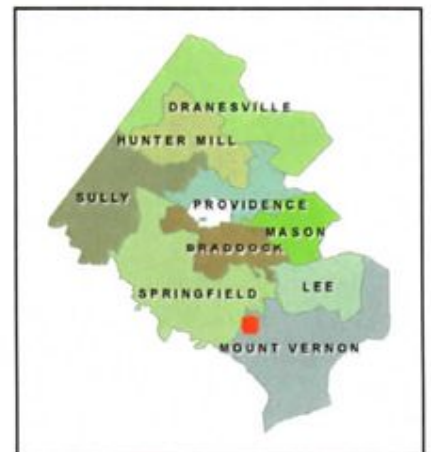 DRANESVILLE
HUNTER MILL
SULLY
PROVIDENCE
MASON
BRADDOCK
LEE
SPRINGFIELD
MOUNT VERNON